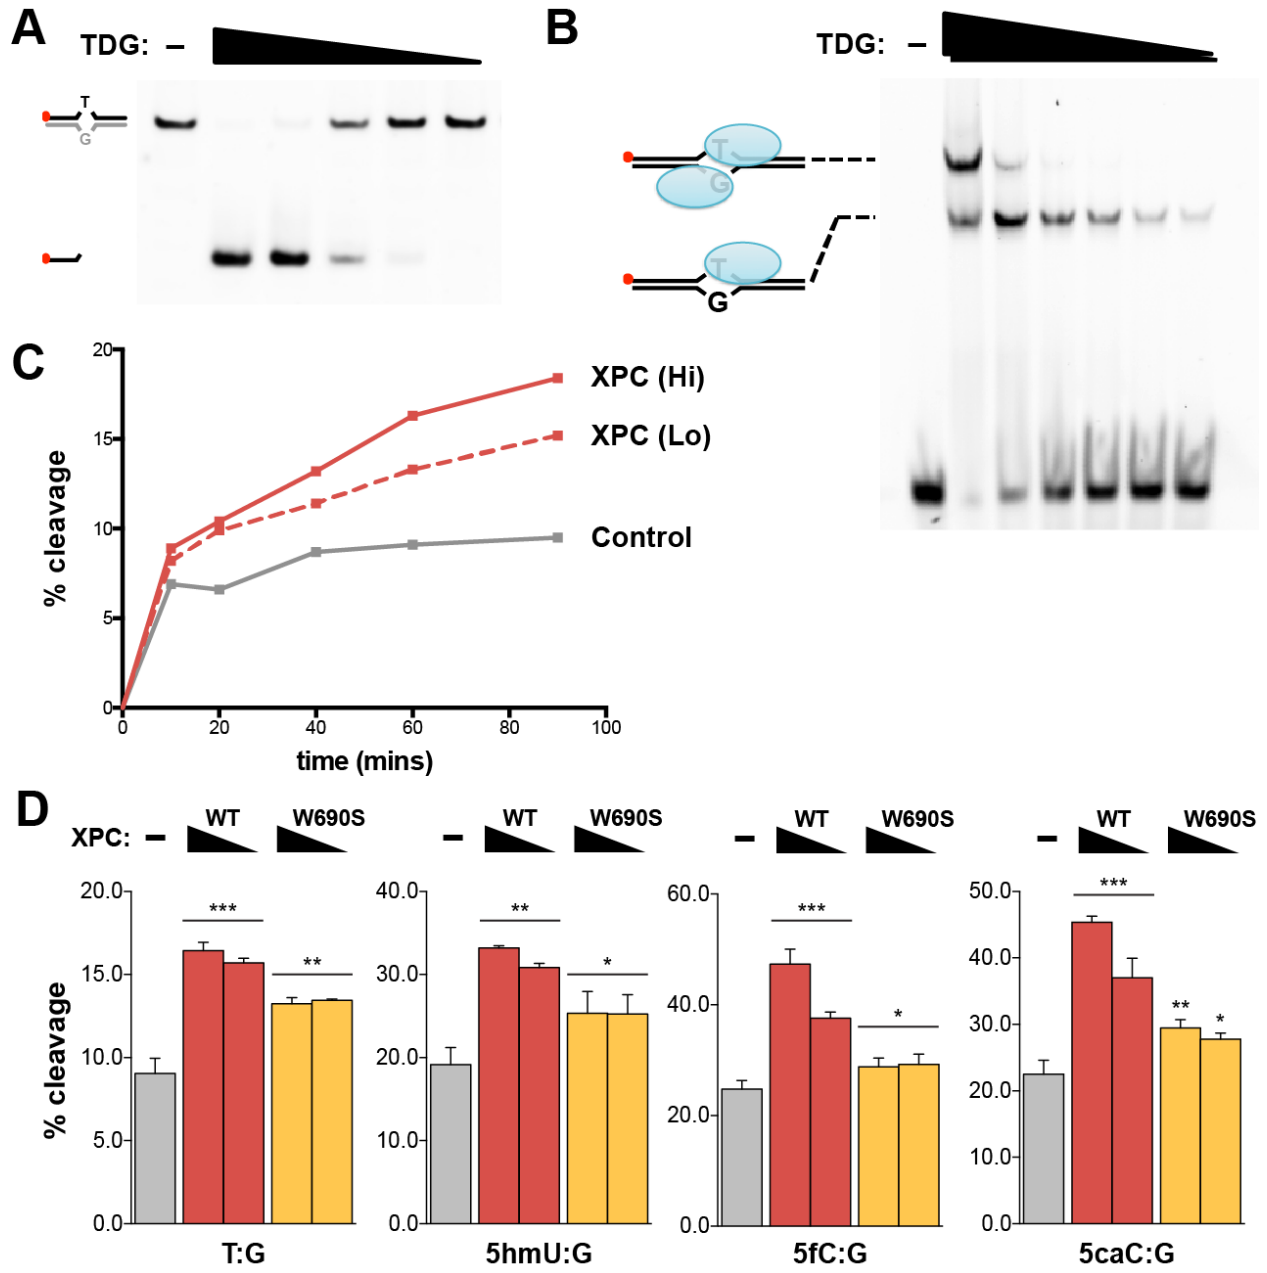 A
TDG: –
T
G
B
TDG: –
T
G
T
G
C
% cleavage
20
15
10
5
0
0 20 40 60 80 100
time (mins)
XPC (Hi)
XPC (Lo)
Control
D
XPC: – WT W690S – WT W690S – WT W690S – WT W690S
% cleavage
20.0
15.0
10.0
5.0
0.0
*** **
T:G
40.0
30.0
20.0
10.0
0.0
** *
5hmU:G
60.0
40.0
20.0
0.0
*** *
5fC:G
50.0
40.0
30.0
20.0
10.0
0.0
*** ** *
5caC:G